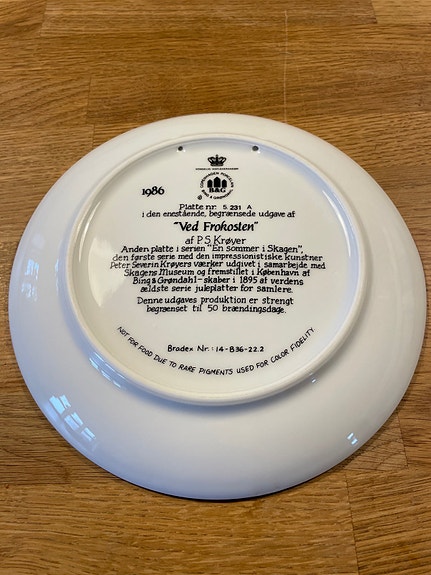 1986
COPENHAGEN PORCELAIN
B&G
BING & GRØNDAHL
Platte nr. 5.231 A
i den enestående, begrænsede udgave af
"Ved Frokosten"
af P.S. Krøyer
Anden platte i serien "En sommer i Skagen",
den første serie med den impressionistiske kunstner
Peter Severin Krøyers værker udgivet i samarbejde med
Skagens Museum og fremstillet i København af
Bing & Grøndahl - skaber i 1895 af verdens
ældste serie juleplatter for samlere.
Denne udgaves produktion er strengt
begrænset til 50 brændingsdage.
Bradex Nr.: 14-B36-22.2
NOT FOR FOOD DUE TO RARE PIGMENTS USED FOR COLOR FIDELITY